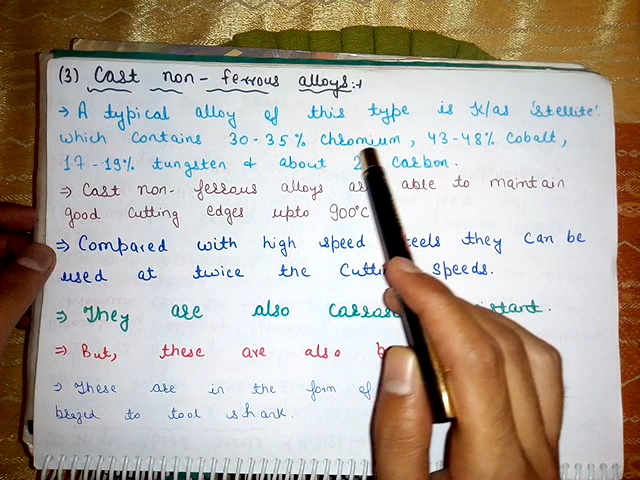 (3) Cast non-ferrous alloys:→
→ A typical alloy of this type is K/as 'stellite'
which contains 30-35% chromium, 43-48% Cobalt,
17-19% tungsten & about 2 Carbon.
⇒ Cast non-ferrous alloys are able to maintain
good cutting edges upto 900°C
⇒ Compared with high speed steels they can be
used at twice the cutting speeds.
⇒ They are also
⇒ But, these are also
⇒ These are in the form of
brazed to tool shank.